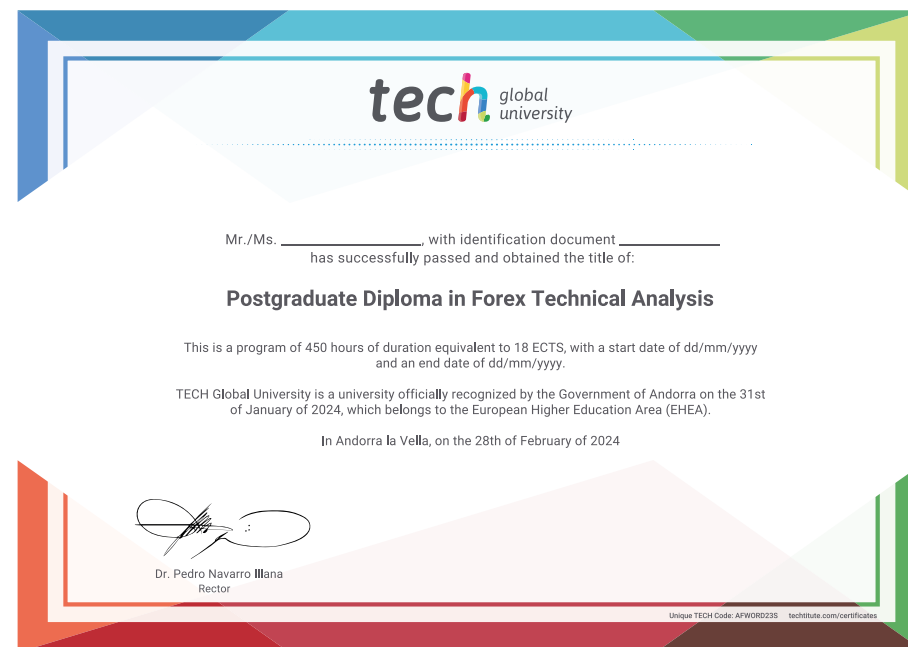 tech global university
Mr./Ms. ____________, with identification document ____________
has successfully passed and obtained the title of:
Postgraduate Diploma in Forex Technical Analysis
This is a program of 450 hours of duration equivalent to 18 ECTS, with a start date of dd/mm/yyyy
and an end date of dd/mm/yyyy.
TECH Global University is a university officially recognized by the Government of Andorra on the 31st
of January of 2024, which belongs to the European Higher Education Area (EHEA).
In Andorra la Vella, on the 28th of February of 2024
Dr. Pedro Navarro Illana
Rector
Unique TECH Code: AFWORD23S techtitute.com/certificates